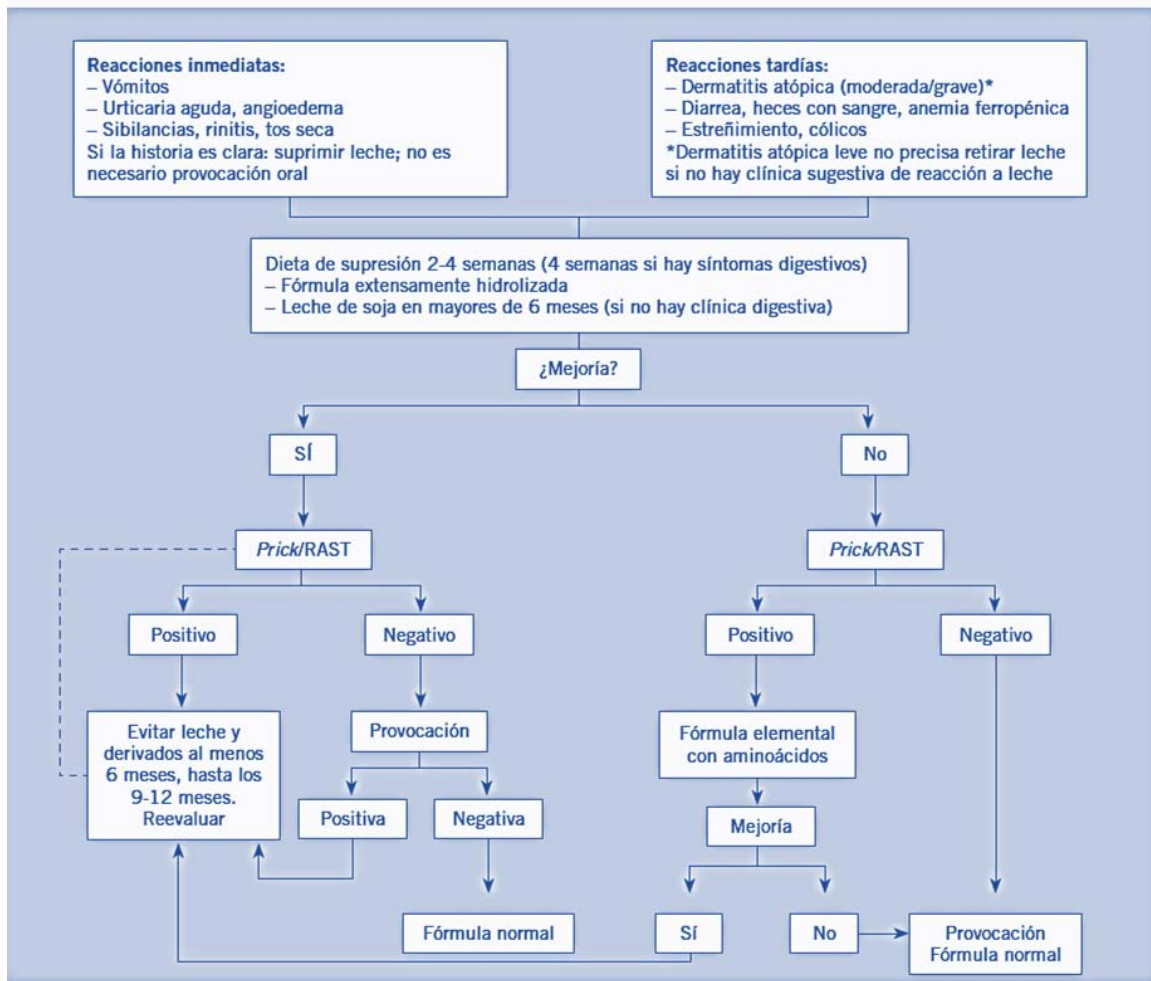 Reacciones inmediatas:
– Vómitos
– Urticaria aguda, angioedema
– Sibilancias, rinitis, tos seca
Si la historia es clara: suprimir leche; no es
necesario provocación oral
Reacciones tardías:
– Dermatitis atópica (moderada/grave)*
– Diarrea, heces con sangre, anemia ferropénica
– Estreñimiento, cólicos
*Dermatitis atópica leve no precisa retirar leche
si no hay clínica sugestiva de reacción a leche
Dieta de supresión 2-4 semanas (4 semanas si hay síntomas digestivos)
– Fórmula extensamente hidrolizada
– Leche de soja en mayores de 6 meses (si no hay clínica digestiva)
¿Mejoría?
SÍ
No
Prick/RAST
Prick/RAST
Positivo
Negativo
Positivo
Negativo
Evitar leche y
derivados al menos
6 meses, hasta los
9-12 meses.
Reevaluar
Provocación
Fórmula elemental
con aminoácidos
Positiva
Negativa
Mejoría
Fórmula normal
Sí
No
Provocación
Fórmula normal